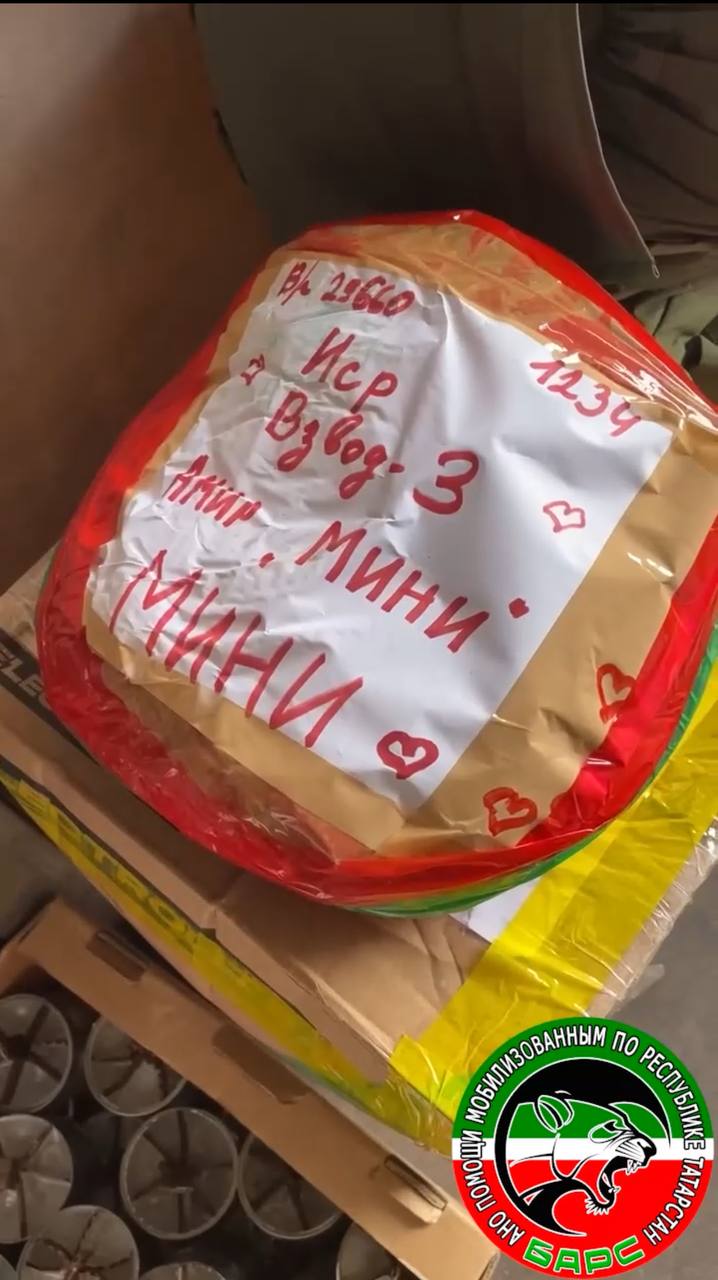 В/ч 29660
1234
Иср
Взвод-3
Амир "Мини"
МИНИ
АНО ПОМОЩИ МОБИЛИЗОВАННЫМ ПО РЕСПУБЛИКЕ ТАТАРСТАН
БАРС